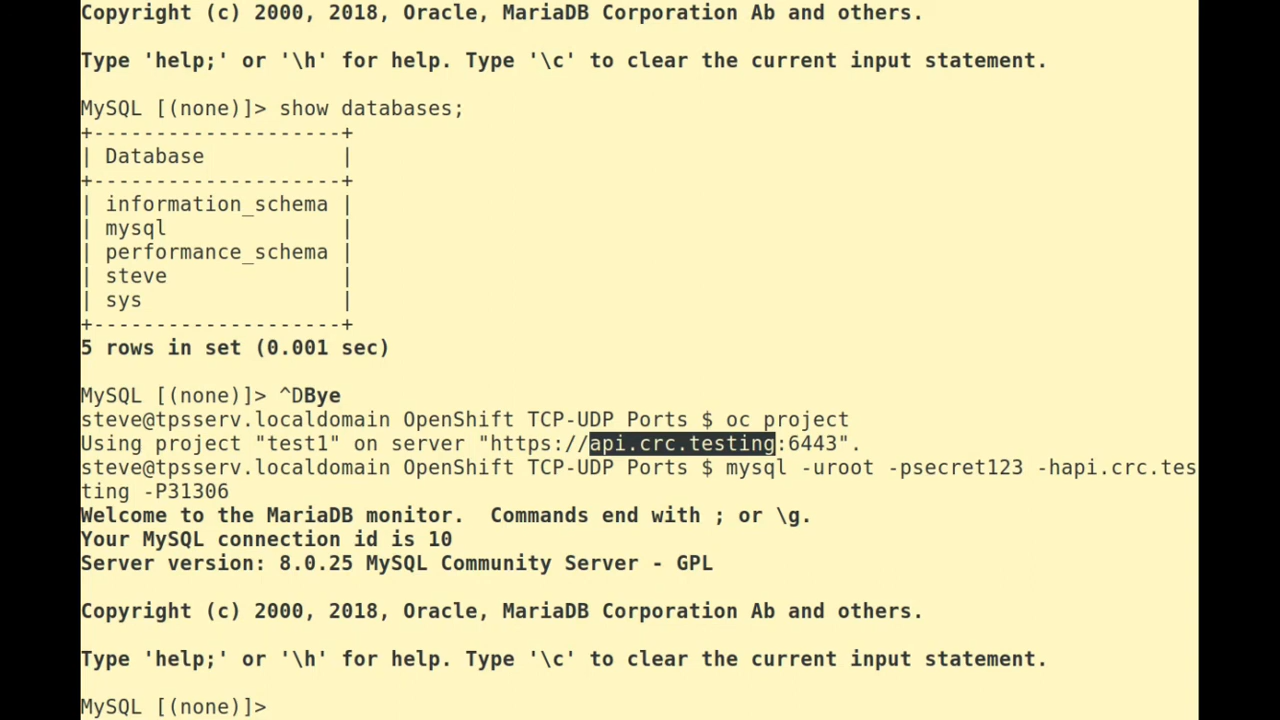 Copyright (c) 2000, 2018, Oracle, MariaDB Corporation Ab and others.
Type 'help;' or '\h' for help. Type '\c' to clear the current input statement.
MySQL [(none)]> show databases;
+--------------------+
| Database           |
+--------------------+
| information_schema |
| mysql              |
| performance_schema |
| steve              |
| sys                |
+--------------------+
5 rows in set (0.001 sec)
MySQL [(none)]> ^DBye
steve@tpsserv.localdomain OpenShift TCP-UDP Ports $ oc project
Using project "test1" on server "https://api.crc.testing:6443".
steve@tpsserv.localdomain OpenShift TCP-UDP Ports $ mysql -uroot -psecret123 -hapi.crc.tes
ting -P31306
Welcome to the MariaDB monitor.  Commands end with ; or \g.
Your MySQL connection id is 10
Server version: 8.0.25 MySQL Community Server - GPL
Copyright (c) 2000, 2018, Oracle, MariaDB Corporation Ab and others.
Type 'help;' or '\h' for help. Type '\c' to clear the current input statement.
MySQL [(none)]>